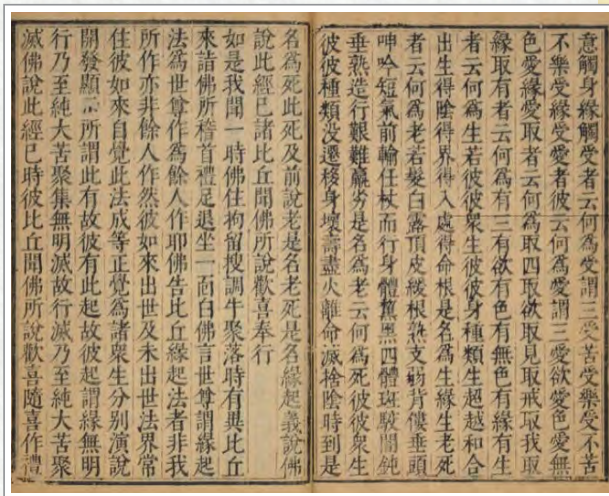 意觸身緣觸受者云何爲受謂三受苦受樂受不苦
不樂受緣受愛者彼云何爲愛謂三愛欲愛色愛無
色愛緣愛取者云何爲取四取欲取見取戒取我取
緣取有者云何爲有三有欲有色有無色有緣有生
者云何爲生若彼彼衆生彼彼身種類生超越和合
出生得陰得界得入處得命根是名爲生緣生老死
者云何爲老若髮白露頂皮緩根熟支弱背僂垂頭
呻吟短氣前輸任杖而行身體黧黑四體斑駮闇鈍
垂熟造行艱難羸劣是名爲老云何爲死彼彼衆生
彼彼種類没遷移身壞壽盡火離命滅捨陰時到是
名爲死此死及前說老是名老死是名緣起義說佛
說此經已諸比丘聞佛所說歡喜奉行
如是我聞一時佛住拘留搜調牛聚落時有異比丘
來詣佛所稽首禮足退坐一面白佛言世尊謂緣起
法爲世尊作爲餘人作耶佛告比丘緣起法者非我
所作亦非餘人作然彼如來出世及未出世法界常
住彼如來自覺此法成等正覺爲諸衆生分別演說
開發顯示所謂此有故彼有此起故彼起謂緣無明
行乃至純大苦聚集無明滅故行滅乃至純大苦聚
滅佛說此經已時彼比丘聞佛所說歡喜隨喜作禮